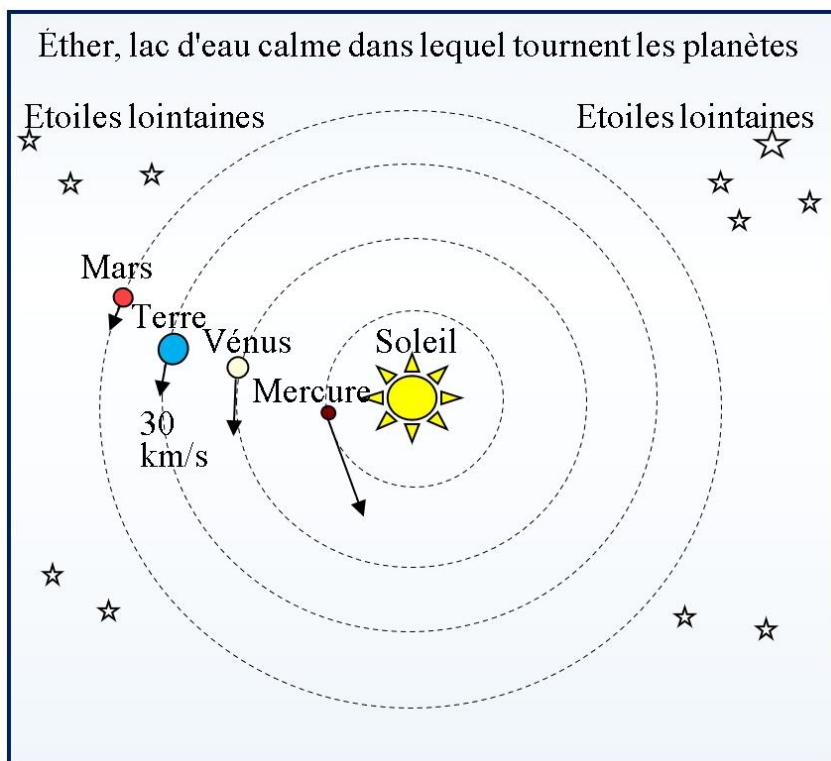 Éther, lac d'eau calme dans lequel tournent les planètes
Etoiles lointaines
Etoiles lointaines
Mars
Terre
Vénus
Soleil
Mercure
30
km/s